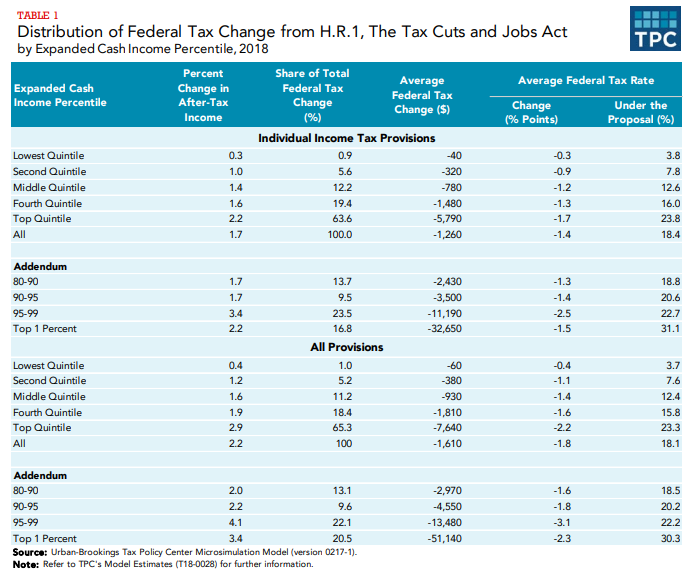 TABLE 1
Distribution of Federal Tax Change from H.R.1, The Tax Cuts and Jobs Act
by Expanded Cash Income Percentile, 2018
TPC
Expanded Cash Income Percentile Percent Change in After-Tax Income Share of Total Federal Tax Change (%) Average Federal Tax Change ($) Average Federal Tax Rate
Change (% Points) Under the Proposal (%)
Individual Income Tax Provisions
Lowest Quintile 0.3 0.9 -40 -0.3 3.8
Second Quintile 1.0 5.6 -320 -0.9 7.8
Middle Quintile 1.4 12.2 -780 -1.2 12.6
Fourth Quintile 1.6 19.4 -1,480 -1.3 16.0
Top Quintile 2.2 63.6 -5,790 -1.7 23.8
All 1.7 100.0 -1,260 -1.4 18.4
Addendum
80-90 1.7 13.7 -2,430 -1.3 18.8
90-95 1.7 9.5 -3,500 -1.4 20.6
95-99 3.4 23.5 -11,190 -2.5 22.7
Top 1 Percent 2.2 16.8 -32,650 -1.5 31.1
All Provisions
Lowest Quintile 0.4 1.0 -60 -0.4 3.7
Second Quintile 1.2 5.2 -380 -1.1 7.6
Middle Quintile 1.6 11.2 -930 -1.4 12.4
Fourth Quintile 1.9 18.4 -1,810 -1.6 15.8
Top Quintile 2.9 65.3 -7,640 -2.2 23.3
All 2.2 100 -1,610 -1.8 18.1
Addendum
80-90 2.0 13.1 -2,970 -1.6 18.5
90-95 2.2 9.6 -4,550 -1.8 20.2
95-99 4.1 22.1 -13,480 -3.1 22.2
Top 1 Percent 3.4 20.5 -51,140 -2.3 30.3
Source: Urban-Brookings Tax Policy Center Microsimulation Model (version 0217-1).
Note: Refer to TPC's Model Estimates (T18-0028) for further information.